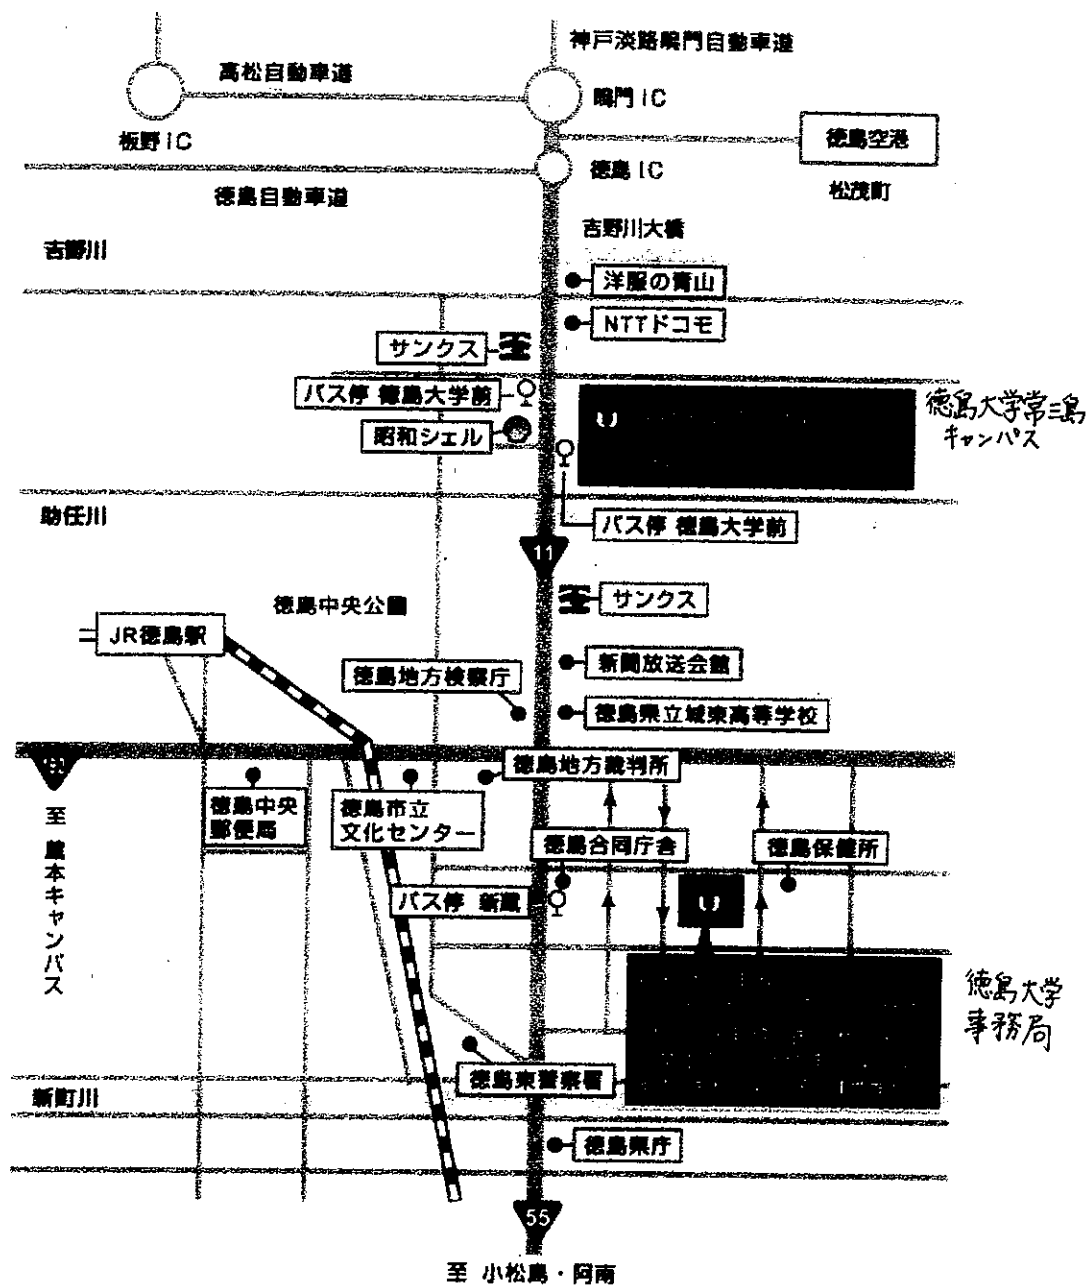 神戸淡路鳴門自動車道
高松自動車道
鳴門IC
板野IC
徳島空港
徳島IC
松茂町
徳島自動車道
吉野川大橋
吉野川
洋服の青山
NTTドコモ
サンクス
バス停 徳島大学前
徳島大学常三島
キャンパス
昭和シェル
助任川
バス停 徳島大学前
11
サンクス
徳島中央公園
JR徳島駅
新聞放送会館
徳島地方検察庁
徳島県立城東高等学校
徳島地方裁判所
至 蔵本キャンパス
徳島中央
郵便局
徳島市立
文化センター
徳島合同庁舎
徳島保健所
バス停 新蔵
徳島大学
事務局
徳島東警察署
新町川
徳島県庁
55
至 小松島・阿南